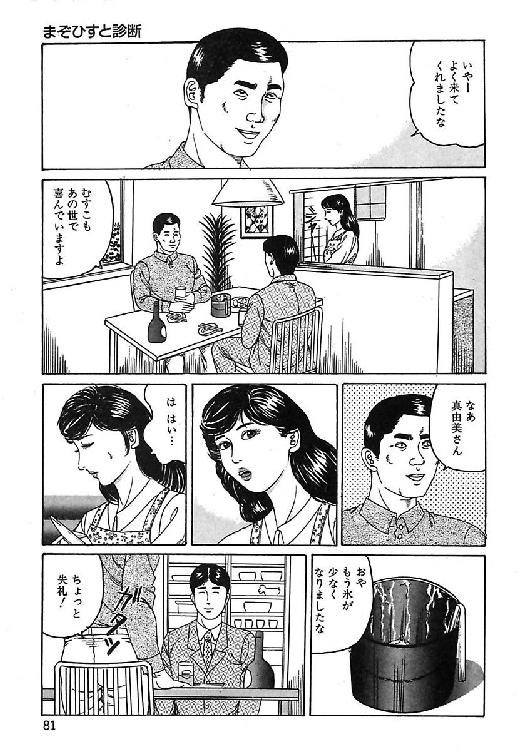 まぞひすと診断
いやー
よく来て
くれましたな
むすこも
あの世で
喜んでいますよ
なあ
真由美さん
は はい…
おや
もう氷が
少なく
なりましたな
ちょっと
失礼!
ガタッ
81